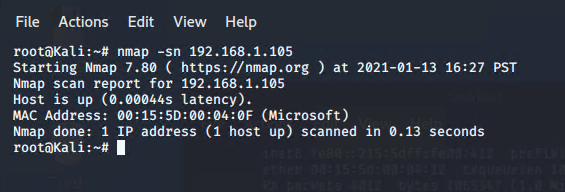 File Actions Edit View Help
root@Kali:~# nmap -sn 192.168.1.105
Starting Nmap 7.80 ( https://nmap.org ) at 2021-01-13 16:27 PST
Nmap scan report for 192.168.1.105
Host is up (0.00044s latency).
MAC Address: 00:15:5D:00:04:0F (Microsoft)
Nmap done: 1 IP address (1 host up) scanned in 0.13 seconds
root@Kali:~#